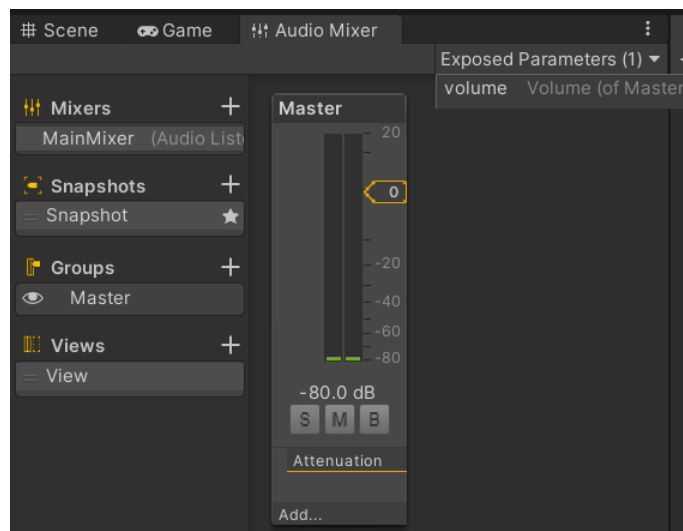 Scene Game Audio Mixer
Exposed Parameters (1)
volume Volume (of Master
Mixers
MainMixer (Audio List
Snapshots
Snapshot
Groups
Master
Views
View
Master
20
0
-20
-40
-60
-80
-80.0 dB
S M B
Attenuation
Add...